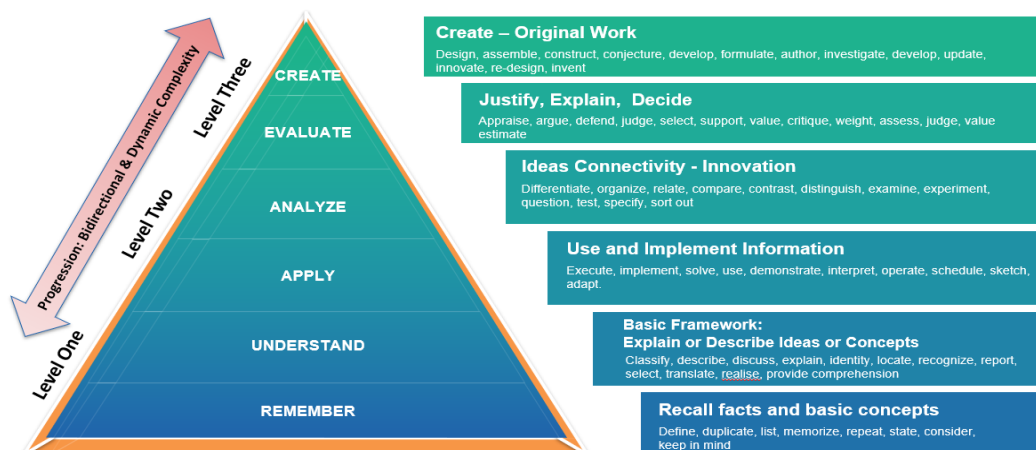 Progression: Bidirectional & Dynamic Complexity
Level Three
Level Two
Level One
CREATE
EVALUATE
ANALYZE
APPLY
UNDERSTAND
REMEMBER
Create – Original Work
Design, assemble, construct, conjecture, develop, formulate, author, investigate, develop, update,
innovate, re-design, invent
Justify, Explain, Decide
Appraise, argue, defend, judge, select, support, value, critique, weight, assess, judge, value
estimate
Ideas Connectivity - Innovation
Differentiate, organize, relate, compare, contrast, distinguish, examine, experiment,
question, test, specify, sort out
Use and Implement Information
Execute, implement, solve, use, demonstrate, interpret, operate, schedule, sketch,
adapt.
Basic Framework:
Explain or Describe Ideas or Concepts
Classify, describe, discuss, explain, identity, locate, recognize, report,
select, translate, realise, provide comprehension
Recall facts and basic concepts
Define, duplicate, list, memorize, repeat, state, consider,
keep in mind